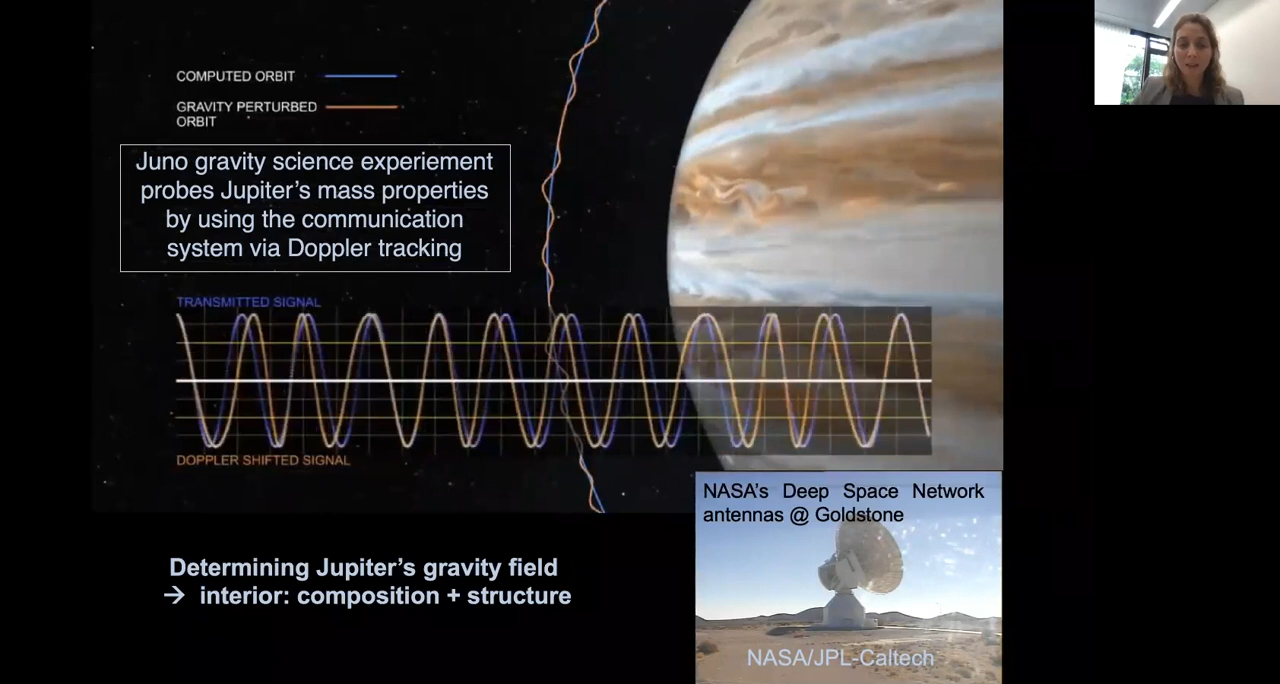 COMPUTED ORBIT
GRAVITY PERTURBED
ORBIT
Juno gravity science experiement
probes Jupiter's mass properties
by using the communication
system via Doppler tracking
TRANSMITTED SIGNAL
DOPPLER SHIFTED SIGNAL
NASA's Deep Space Network
antennas @ Goldstone
NASA/JPL-Caltech
Determining Jupiter's gravity field
→ interior: composition + structure